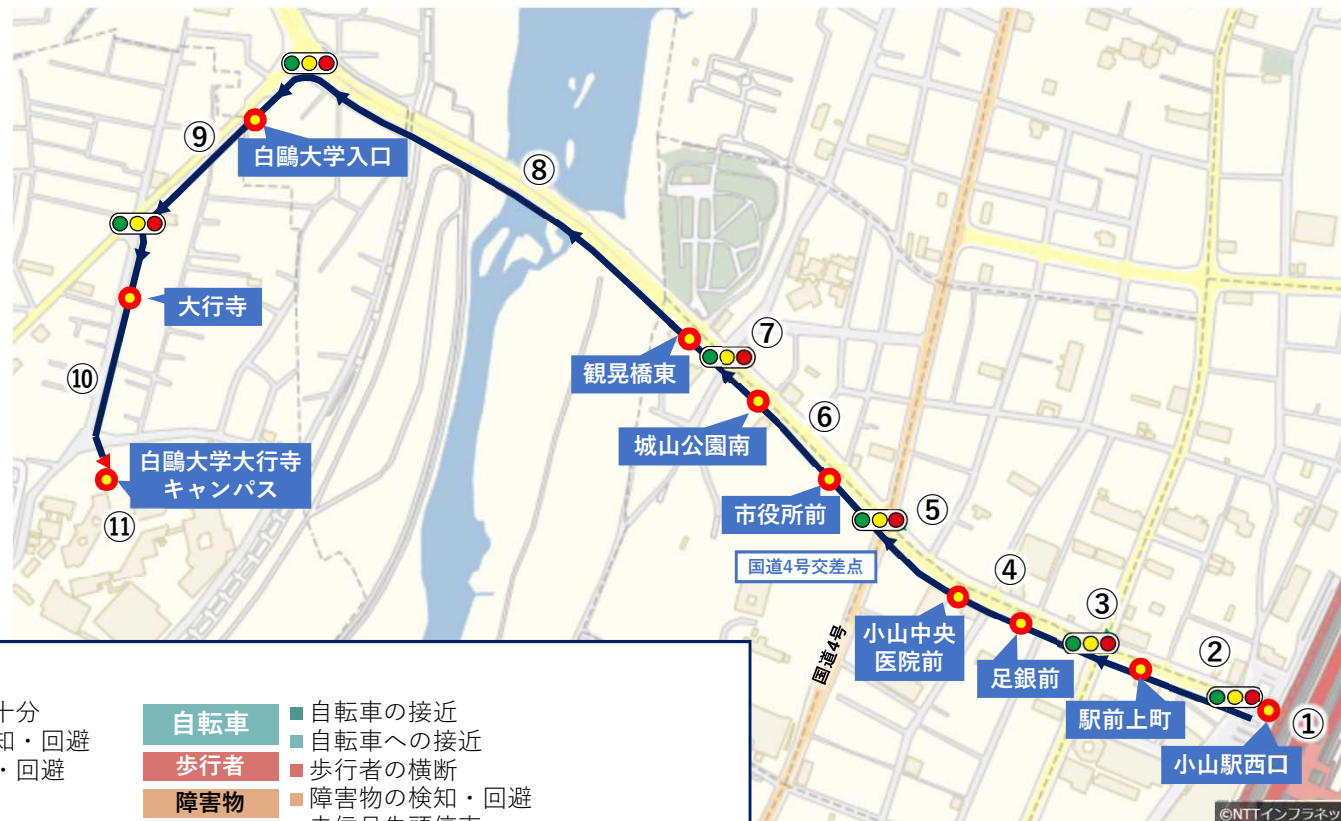 ⑨
白鷗大学入口
⑧
大行寺
⑩
観晃橋東
⑦
城山公園南
⑥
白鷗大学大行寺
キャンパス
⑪
市役所前
⑤
国道4号交差点
④
小山中央
医院前
③
足銀前
国道4号
②
駅前上町
①
小山駅西口
十分
知・回避
・回避
自転車
歩行者
障害物
自転車の接近
自転車への接近
歩行者の横断
障害物の検知・回避
©NTTインフラネッ